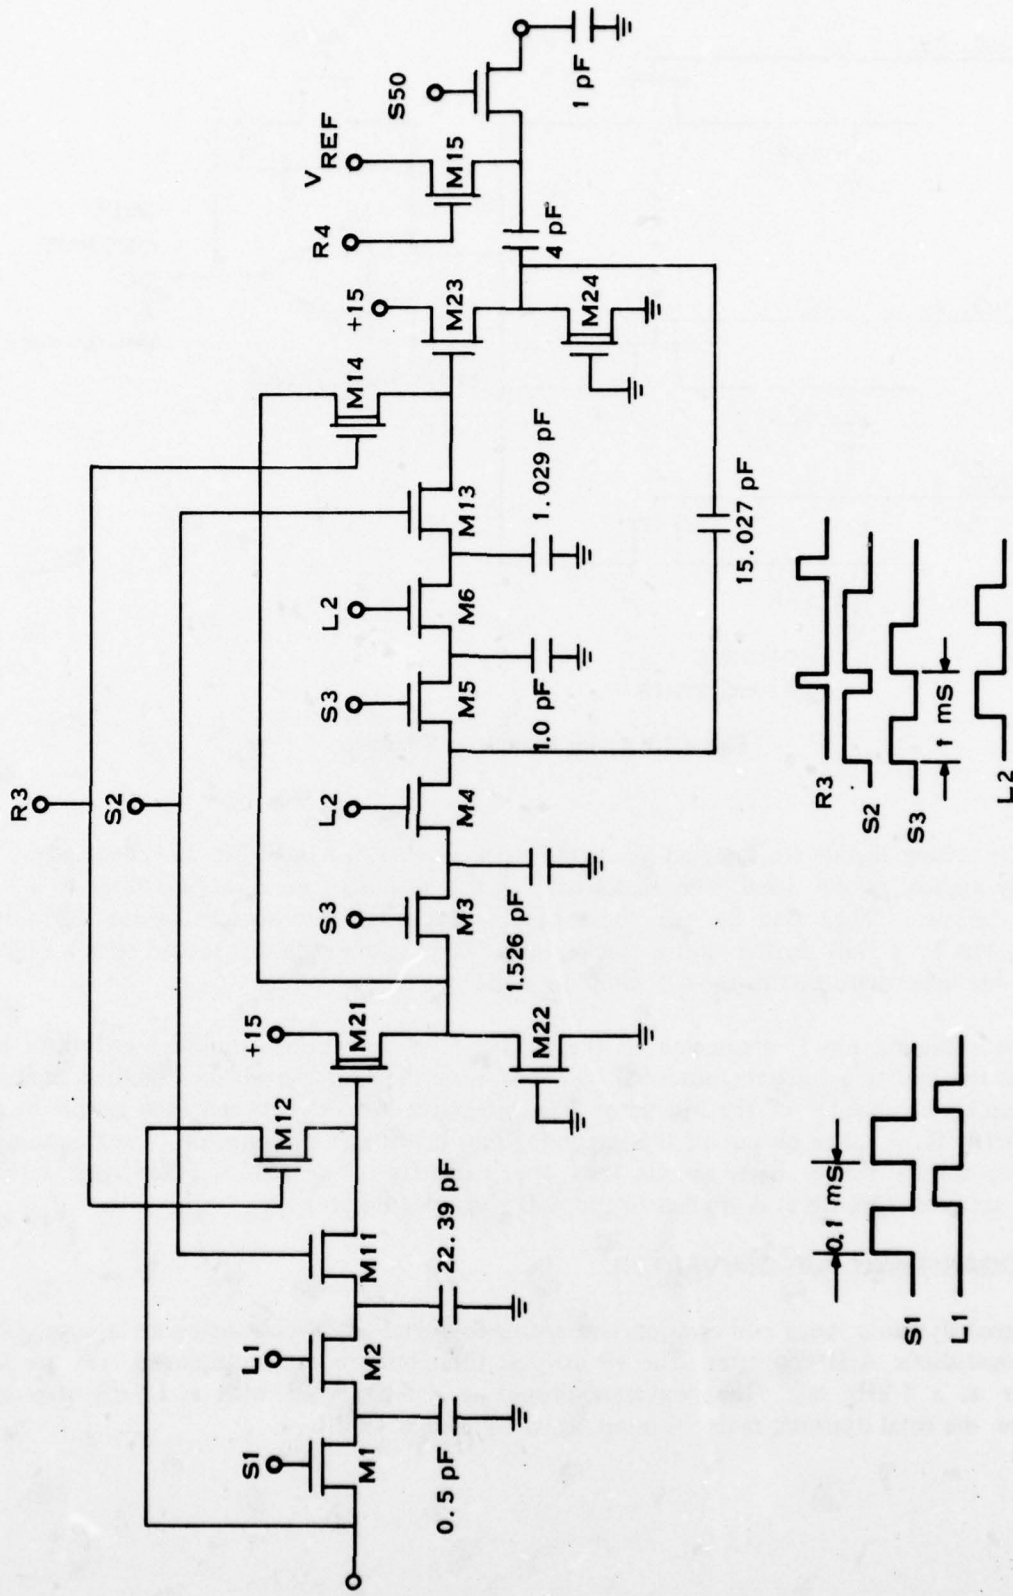 R3
S2
S1
M1
0.5 pF
L1
M2
M11
22.39 pF
M12
+15
M21
M22
S3
M3
1.526 pF
L2
M4
S3
M5
1.0 pF
L2
M6
M13
1.029 pF
M14
+15
M23
M24
15.027 pF
4 pF
R4
VREF
M15
S50
1 pF
S1
0.1 ms
L1
R3
S2
S3
1 ms
L2